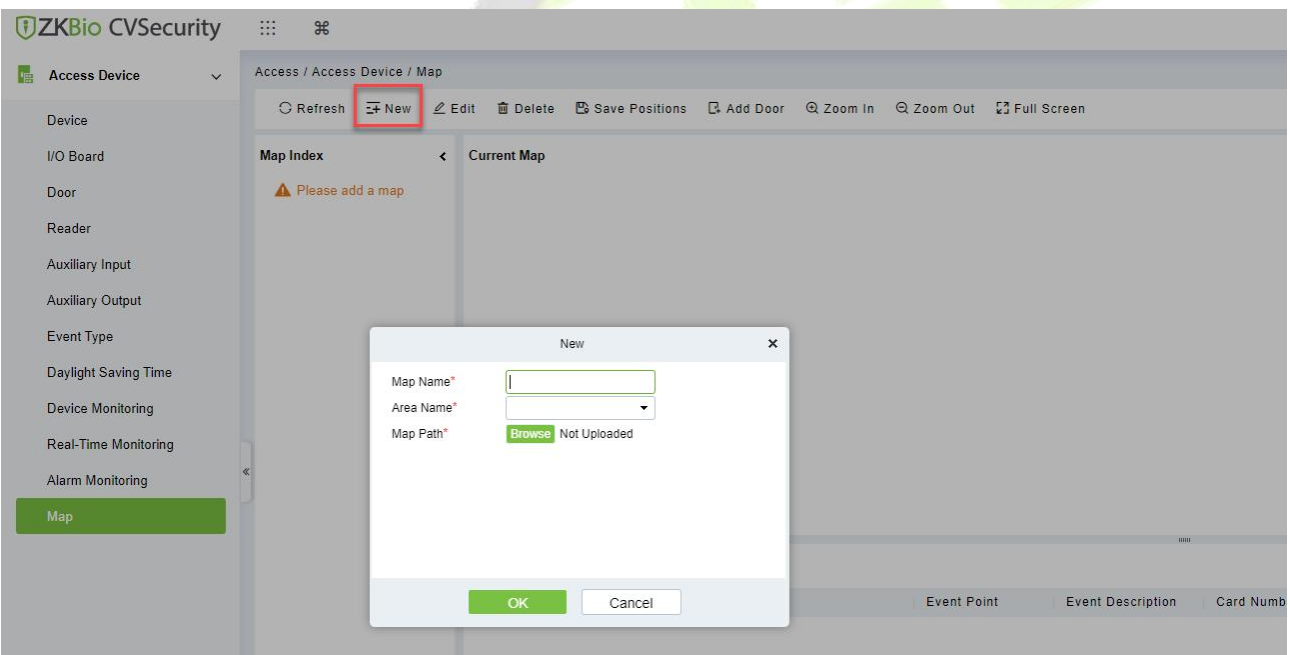 ZKBio CVSecurity
Access Device
Access / Access Device / Map
Refresh New Edit Delete Save Positions Add Door Zoom In Zoom Out Full Screen
Device
I/O Board
Door
Reader
Auxiliary Input
Auxiliary Output
Event Type
Daylight Saving Time
Device Monitoring
Real-Time Monitoring
Alarm Monitoring
Map
Map Index
Current Map
Please add a map
New
Map Name*
Area Name*
Map Path* Browse Not Uploaded
OK Cancel
Event Point Event Description Card Numb